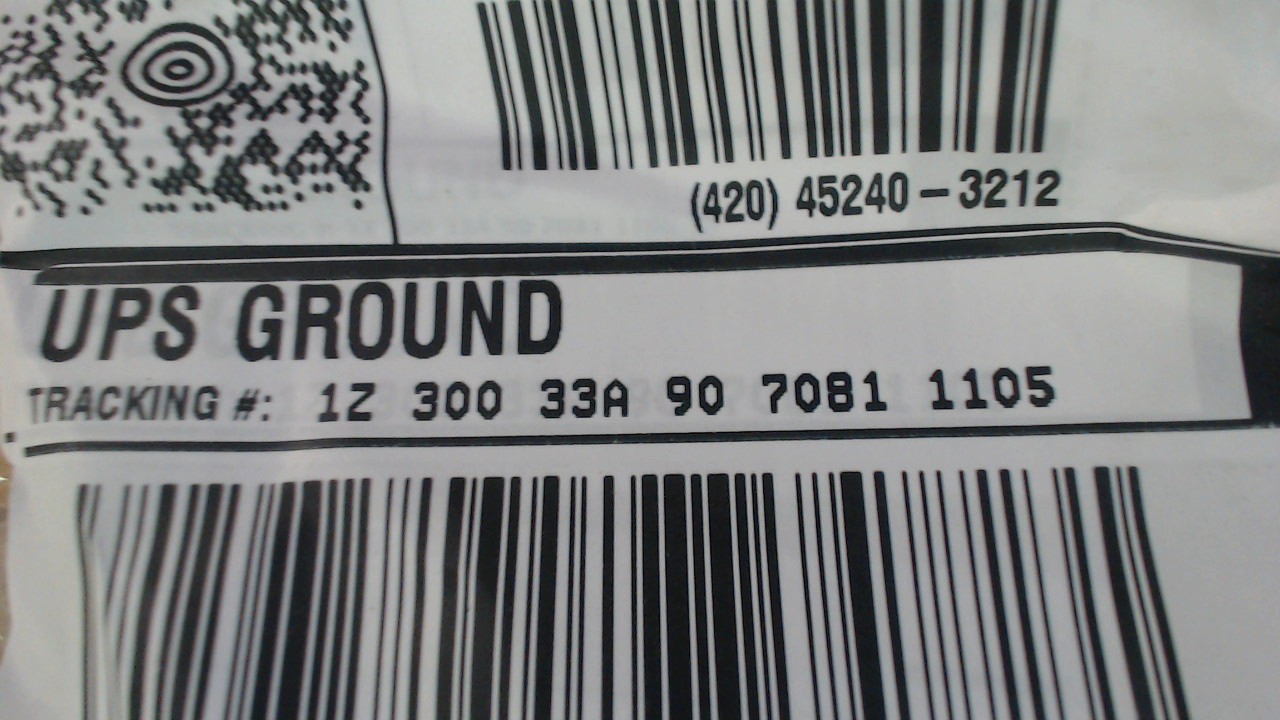 (420) 45240-3212
UPS GROUND
TRACKING #: 1Z 300 33A 90 7081 1105